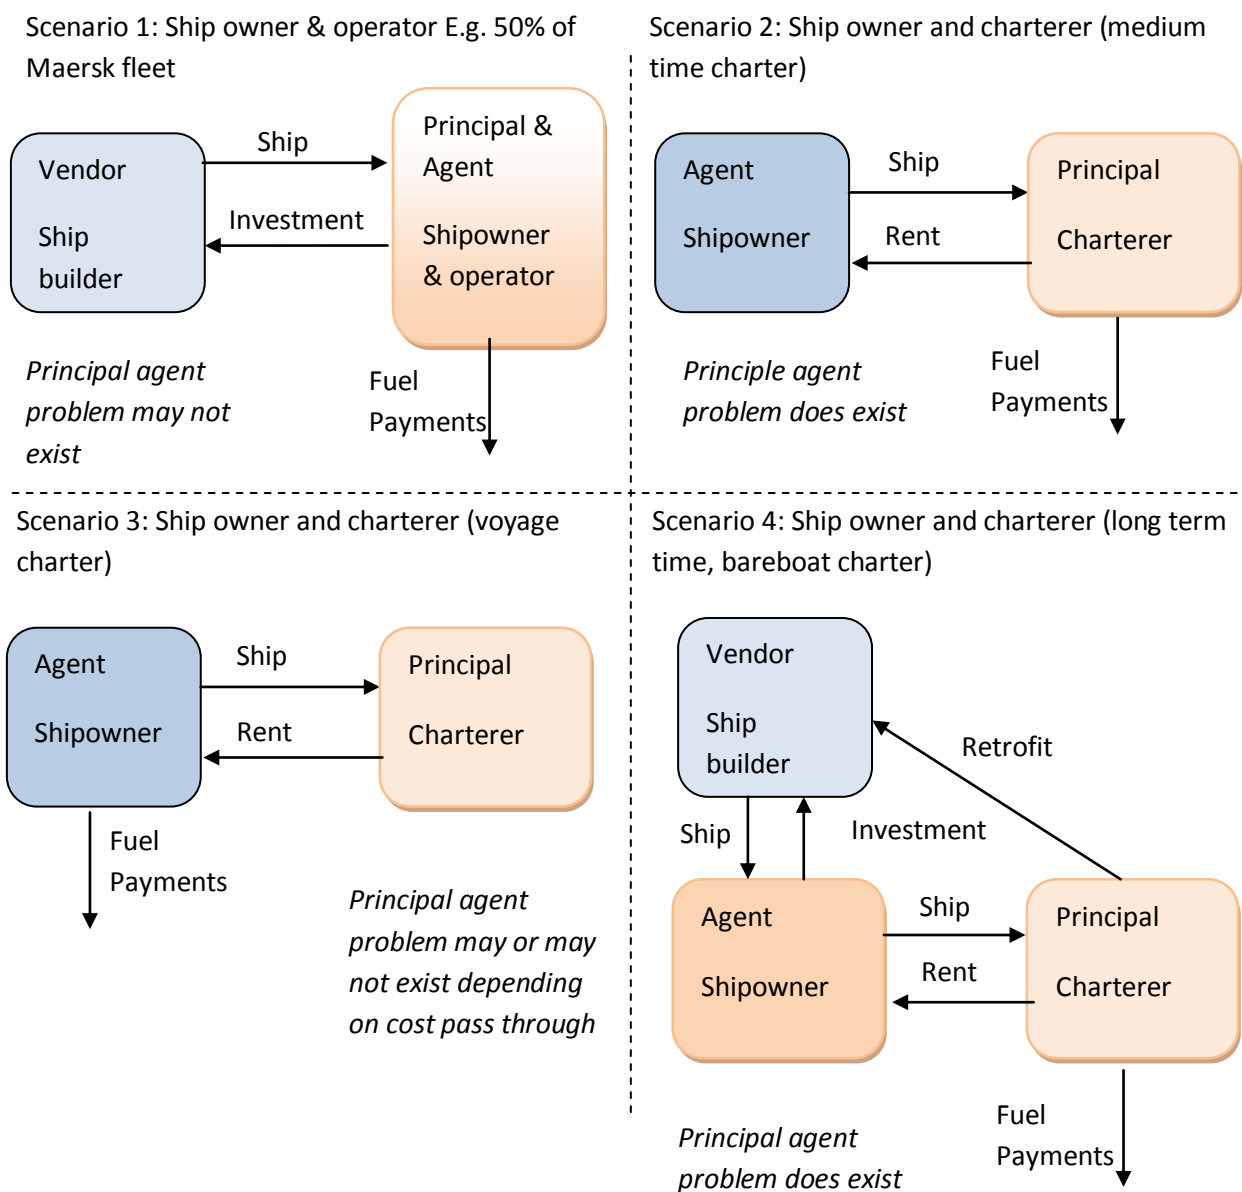 Scenario 1: Ship owner & operator E.g. 50% of
Maersk fleet
Vendor
Ship
builder
Ship
Investment
Principal &
Agent
Shipowner
& operator
Principal agent
problem may not
exist
Fuel
Payments
Scenario 2: Ship owner and charterer (medium
time charter)
Agent
Shipowner
Ship
Rent
Principal
Charterer
Principle agent
problem does exist
Fuel
Payments
Scenario 3: Ship owner and charterer (voyage
charter)
Agent
Shipowner
Ship
Rent
Principal
Charterer
Fuel
Payments
Principal agent
problem may or may
not exist depending
on cost pass through
Scenario 4: Ship owner and charterer (long term
time, bareboat charter)
Vendor
Ship
builder
Retrofit
Ship
Investment
Agent
Shipowner
Ship
Rent
Principal
Charterer
Fuel
Payments
Principal agent
problem does exist